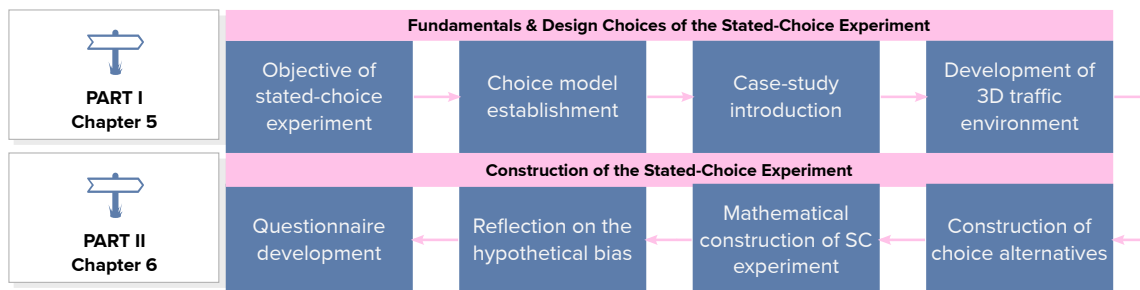 Fundamentals & Design Choices of the Stated-Choice Experiment
PART I
Chapter 5
Objective of
stated-choice
experiment
Choice model
establishment
Case-study
introduction
Development of
3D traffic
environment
Construction of the Stated-Choice Experiment
PART II
Chapter 6
Questionnaire
development
Reflection on the
hypothetical bias
Mathematical
construction of SC
experiment
Construction of
choice alternatives